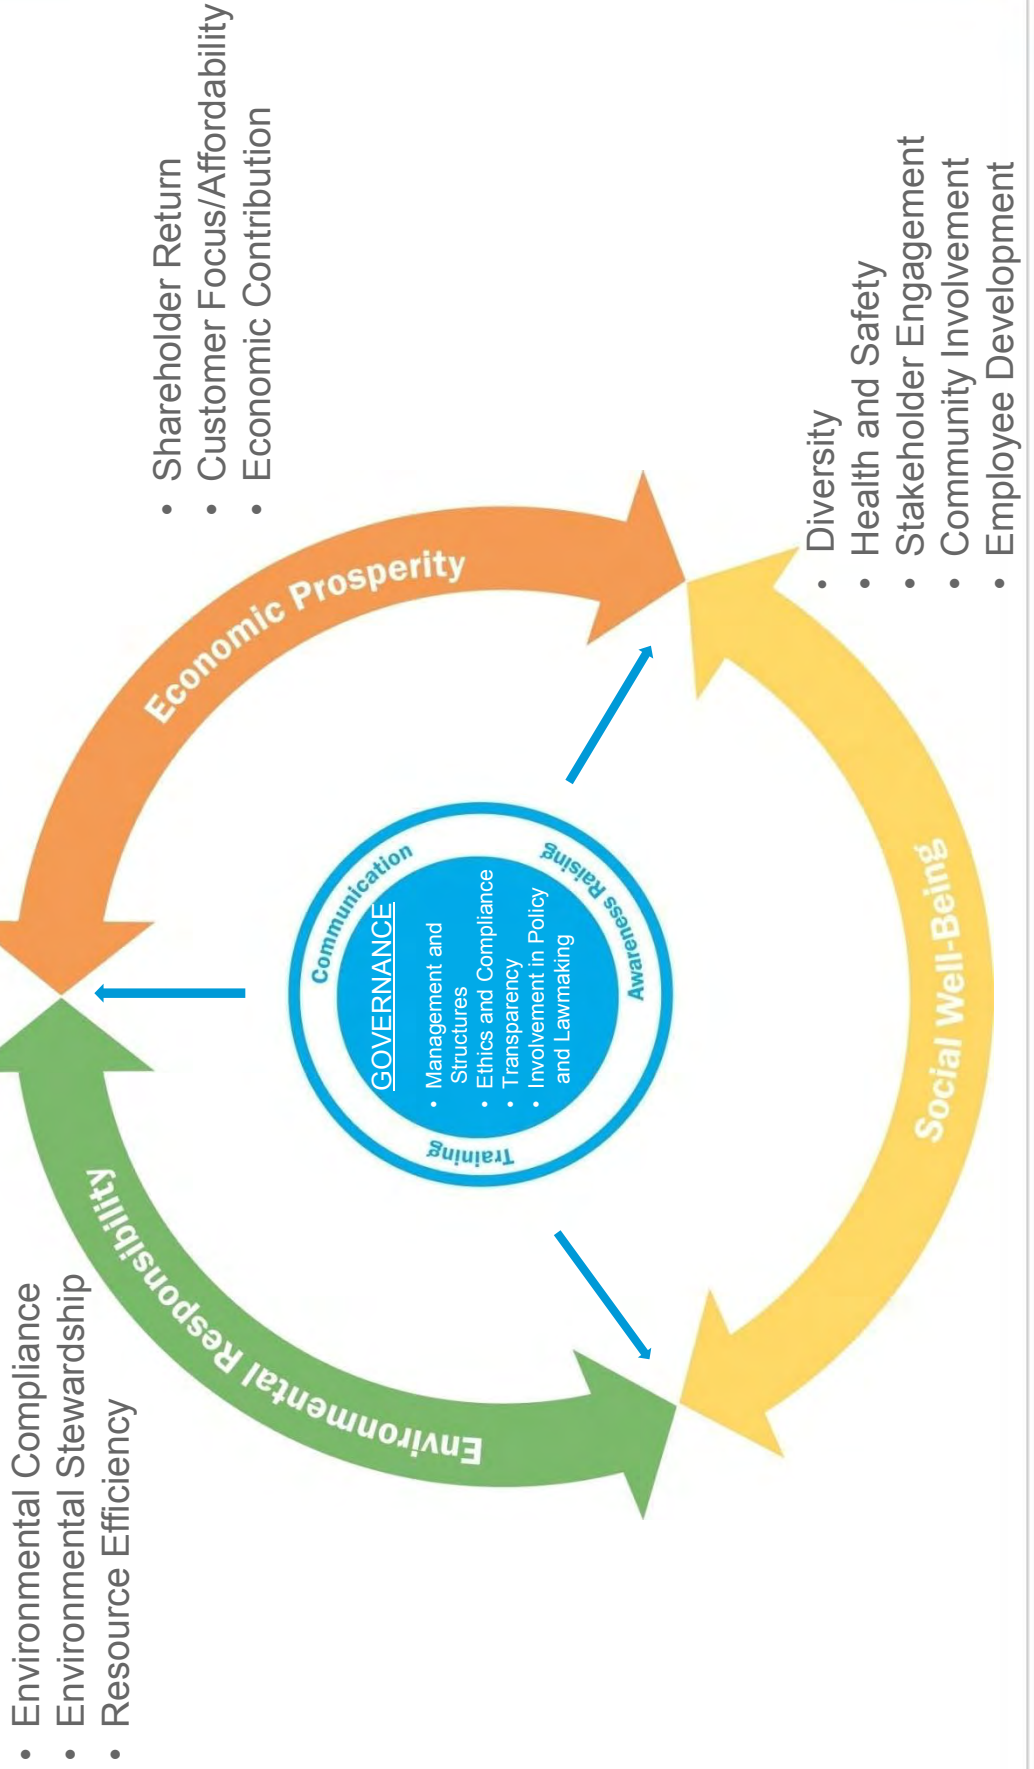 • Environmental Compliance
• Environmental Stewardship
• Resource Efficiency
• Shareholder Return
• Customer Focus/Affordability
• Economic Contribution
Environmental Responsibility
Economic Prosperity
Communication
Training
Awareness Raising
GOVERNANCE
• Management and
Structures
• Ethics and Compliance
• Transparency
• Involvement in Policy
and Lawmaking
Social Well-Being
• Diversity
• Health and Safety
• Stakeholder Engagement
• Community Involvement
• Employee Development